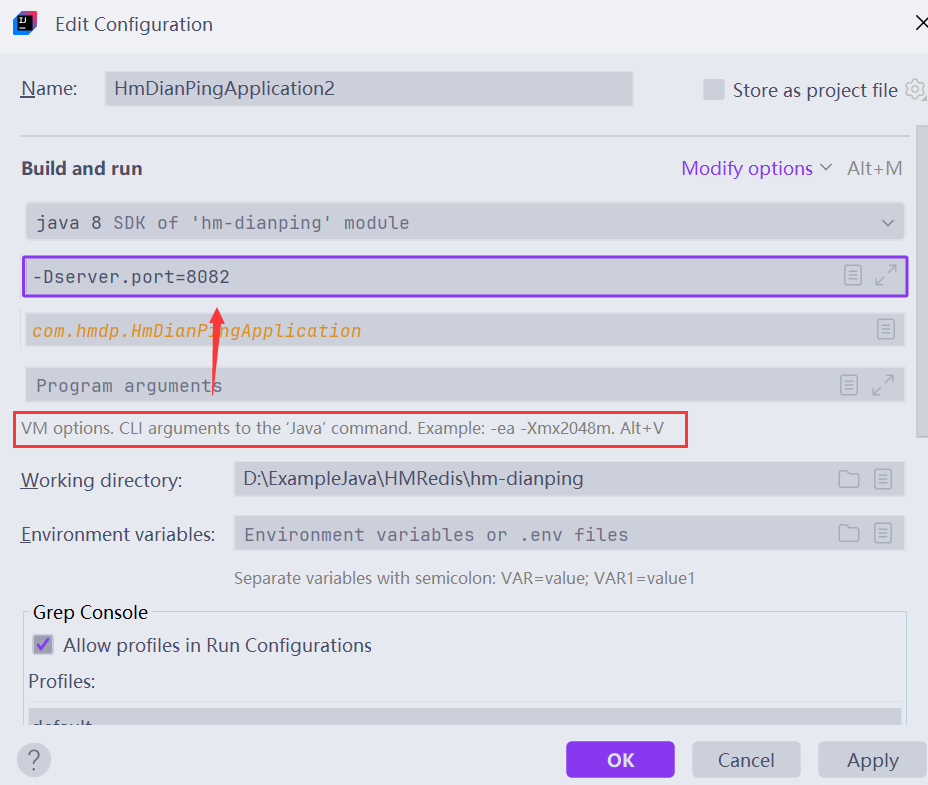 Edit Configuration
Name: HmDianPingApplication2 Store as project file
Build and run Modify options Alt+M
java 8 SDK of 'hm-dianping' module
-Dserver.port=8082
com.hmdp.HmDianPingApplication
Program arguments
VM options. CLI arguments to the ‘Java’ command. Example: -ea -Xmx2048m. Alt+V
Working directory: D:\ExampleJava\HMRedis\hm-dianping
Environment variables: Environment variables or .env files
Separate variables with semicolon: VAR=value; VAR1=value1
Grep Console
Allow profiles in Run Configurations
Profiles:
default
? OK Cancel Apply